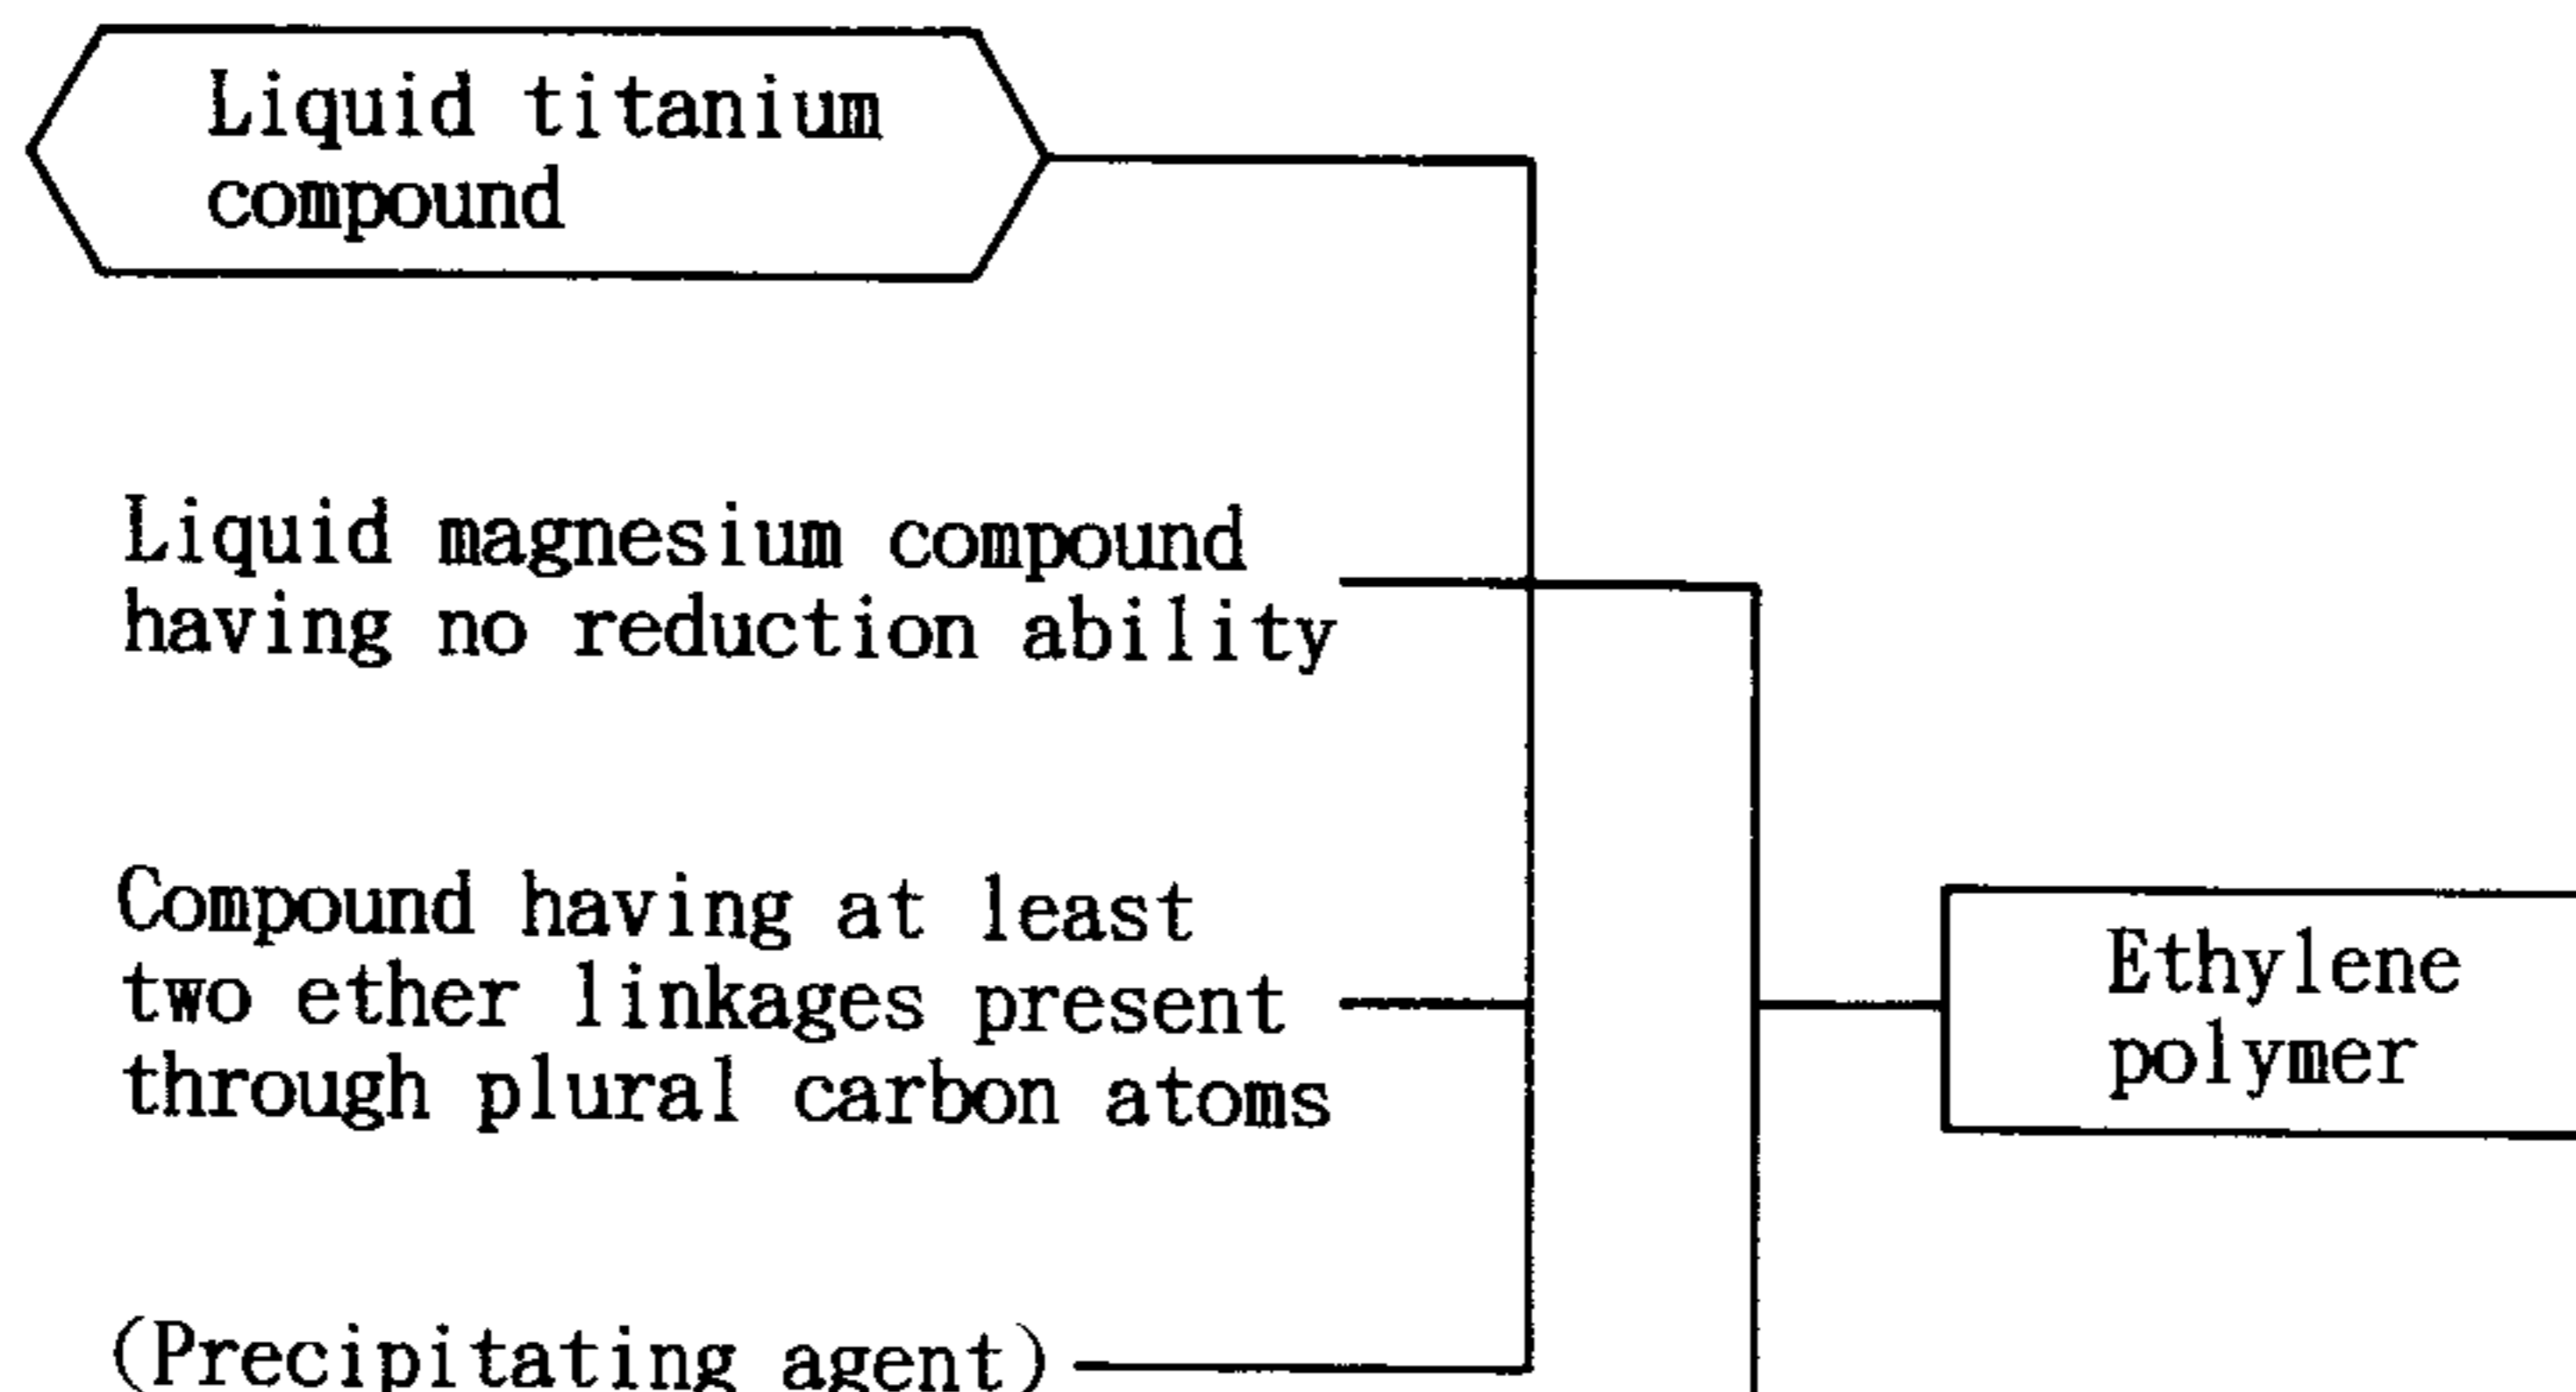 Liquid titanium
compound
Liquid magnesium compound
having no reduction ability
Compound having at least
two ether linkages present
through plural carbon atoms
Ethylene
polymer
(Precipitating agent)